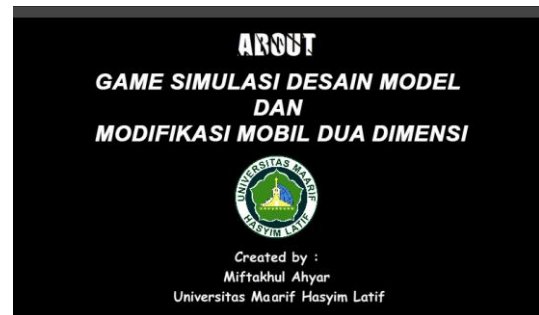 ABOUT
GAME SIMULASI DESAIN MODEL
DAN
MODIFIKASI MOBIL DUA DIMENSI
UNIVERSITAS MAARIF
HASYIM LATIF
Created by :
Miftakhul Ahyar
Universitas Maarif Hasyim Latif